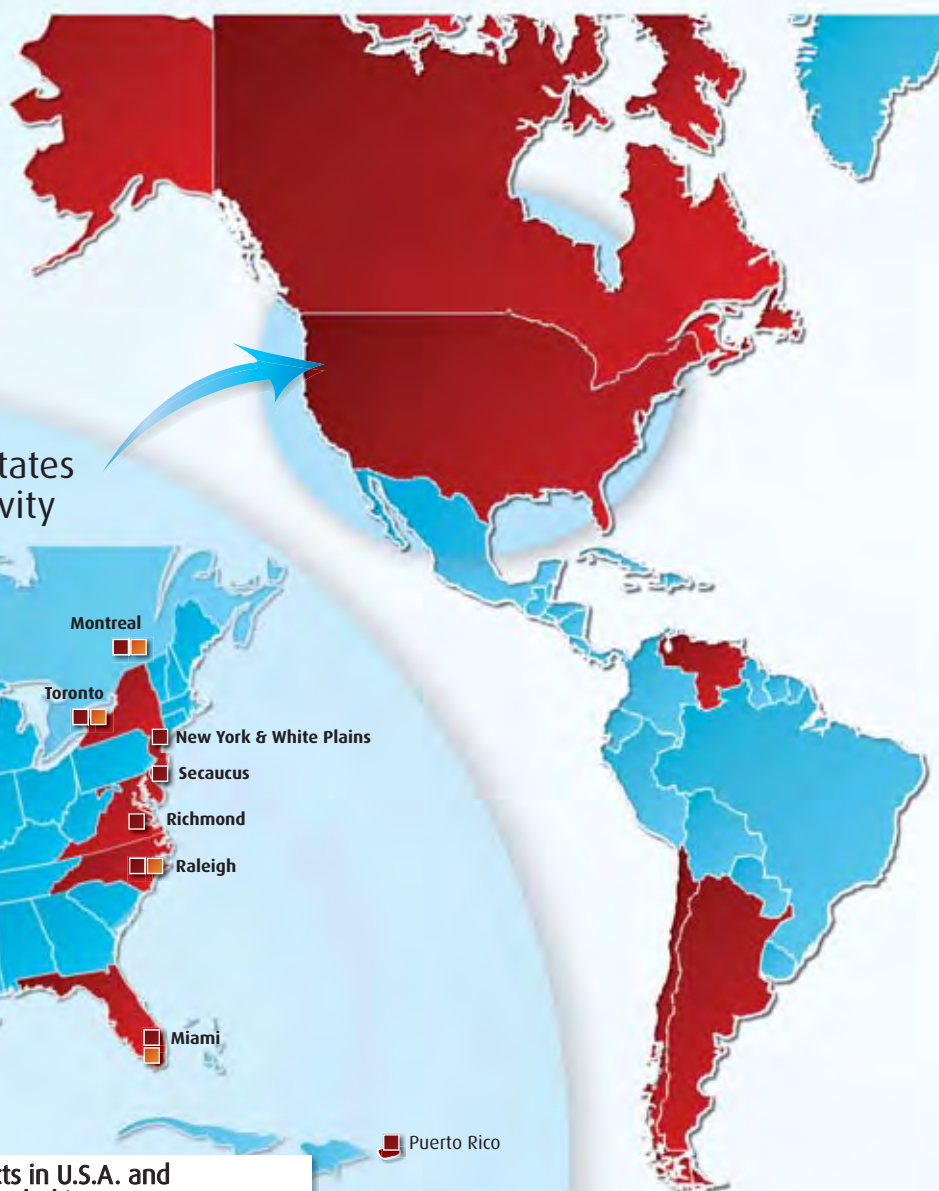 tates
vity
Montreal
Toronto
New York & White Plains
Secaucus
Richmond
Raleigh
Miami
Puerto Rico
cts in U.S.A. and